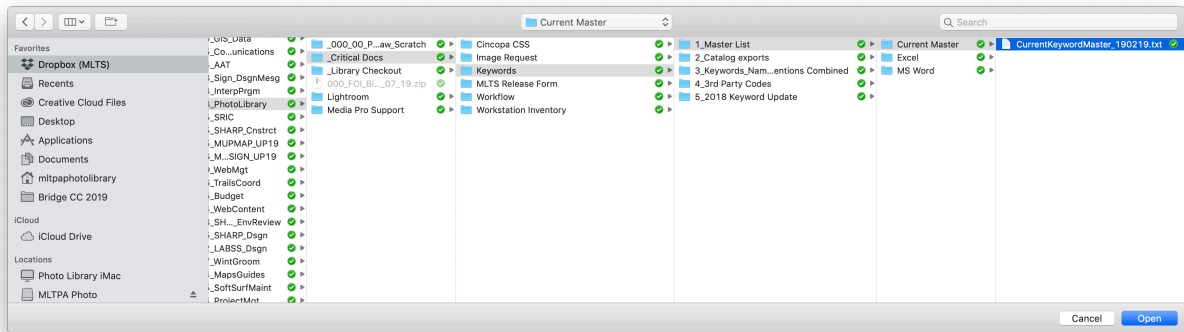 Current Master
Search
Favorites
Dropbox (MLTS)
Recents
Creative Cloud Files
Desktop
Applications
Documents
mltpaphotolibrary
Bridge CC 2019
iCloud
iCloud Drive
Locations
Photo Library iMac
MLTPA Photo
_GIS_Data
_Co...unications
_AAT
_Sign_DsgnMesg
_InterpPrgm
_PhotoLibrary
_SRIC
_SHARP_Cnstrct
_MUPMAP_UP19
_M...SIGN_UP19
_WebMgt
_TrailsCoord
_Budget
_WebContent
_SH..._EnvReview
_SHARP_Dsgn
_LABSS_Dsgn
_WintGroom
_MapsGuides
_SoftSurfMaint
_ProjectMgt
_000_00_P...aw_Scratch
_Critical Docs
_Library Checkout
000_FOI_Bi..._07_19.zip
Lightroom
Media Pro Support
Cincopa CSS
Image Request
Keywords
MLTS Release Form
Workflow
Workstation Inventory
1_Master List
2_Catalog exports
3_Keywords_Nam...entions Combined
4_3rd Party Codes
5_2018 Keyword Update
Current Master
Excel
MS Word
CurrentKeywordMaster_190219.txt
Cancel
Open